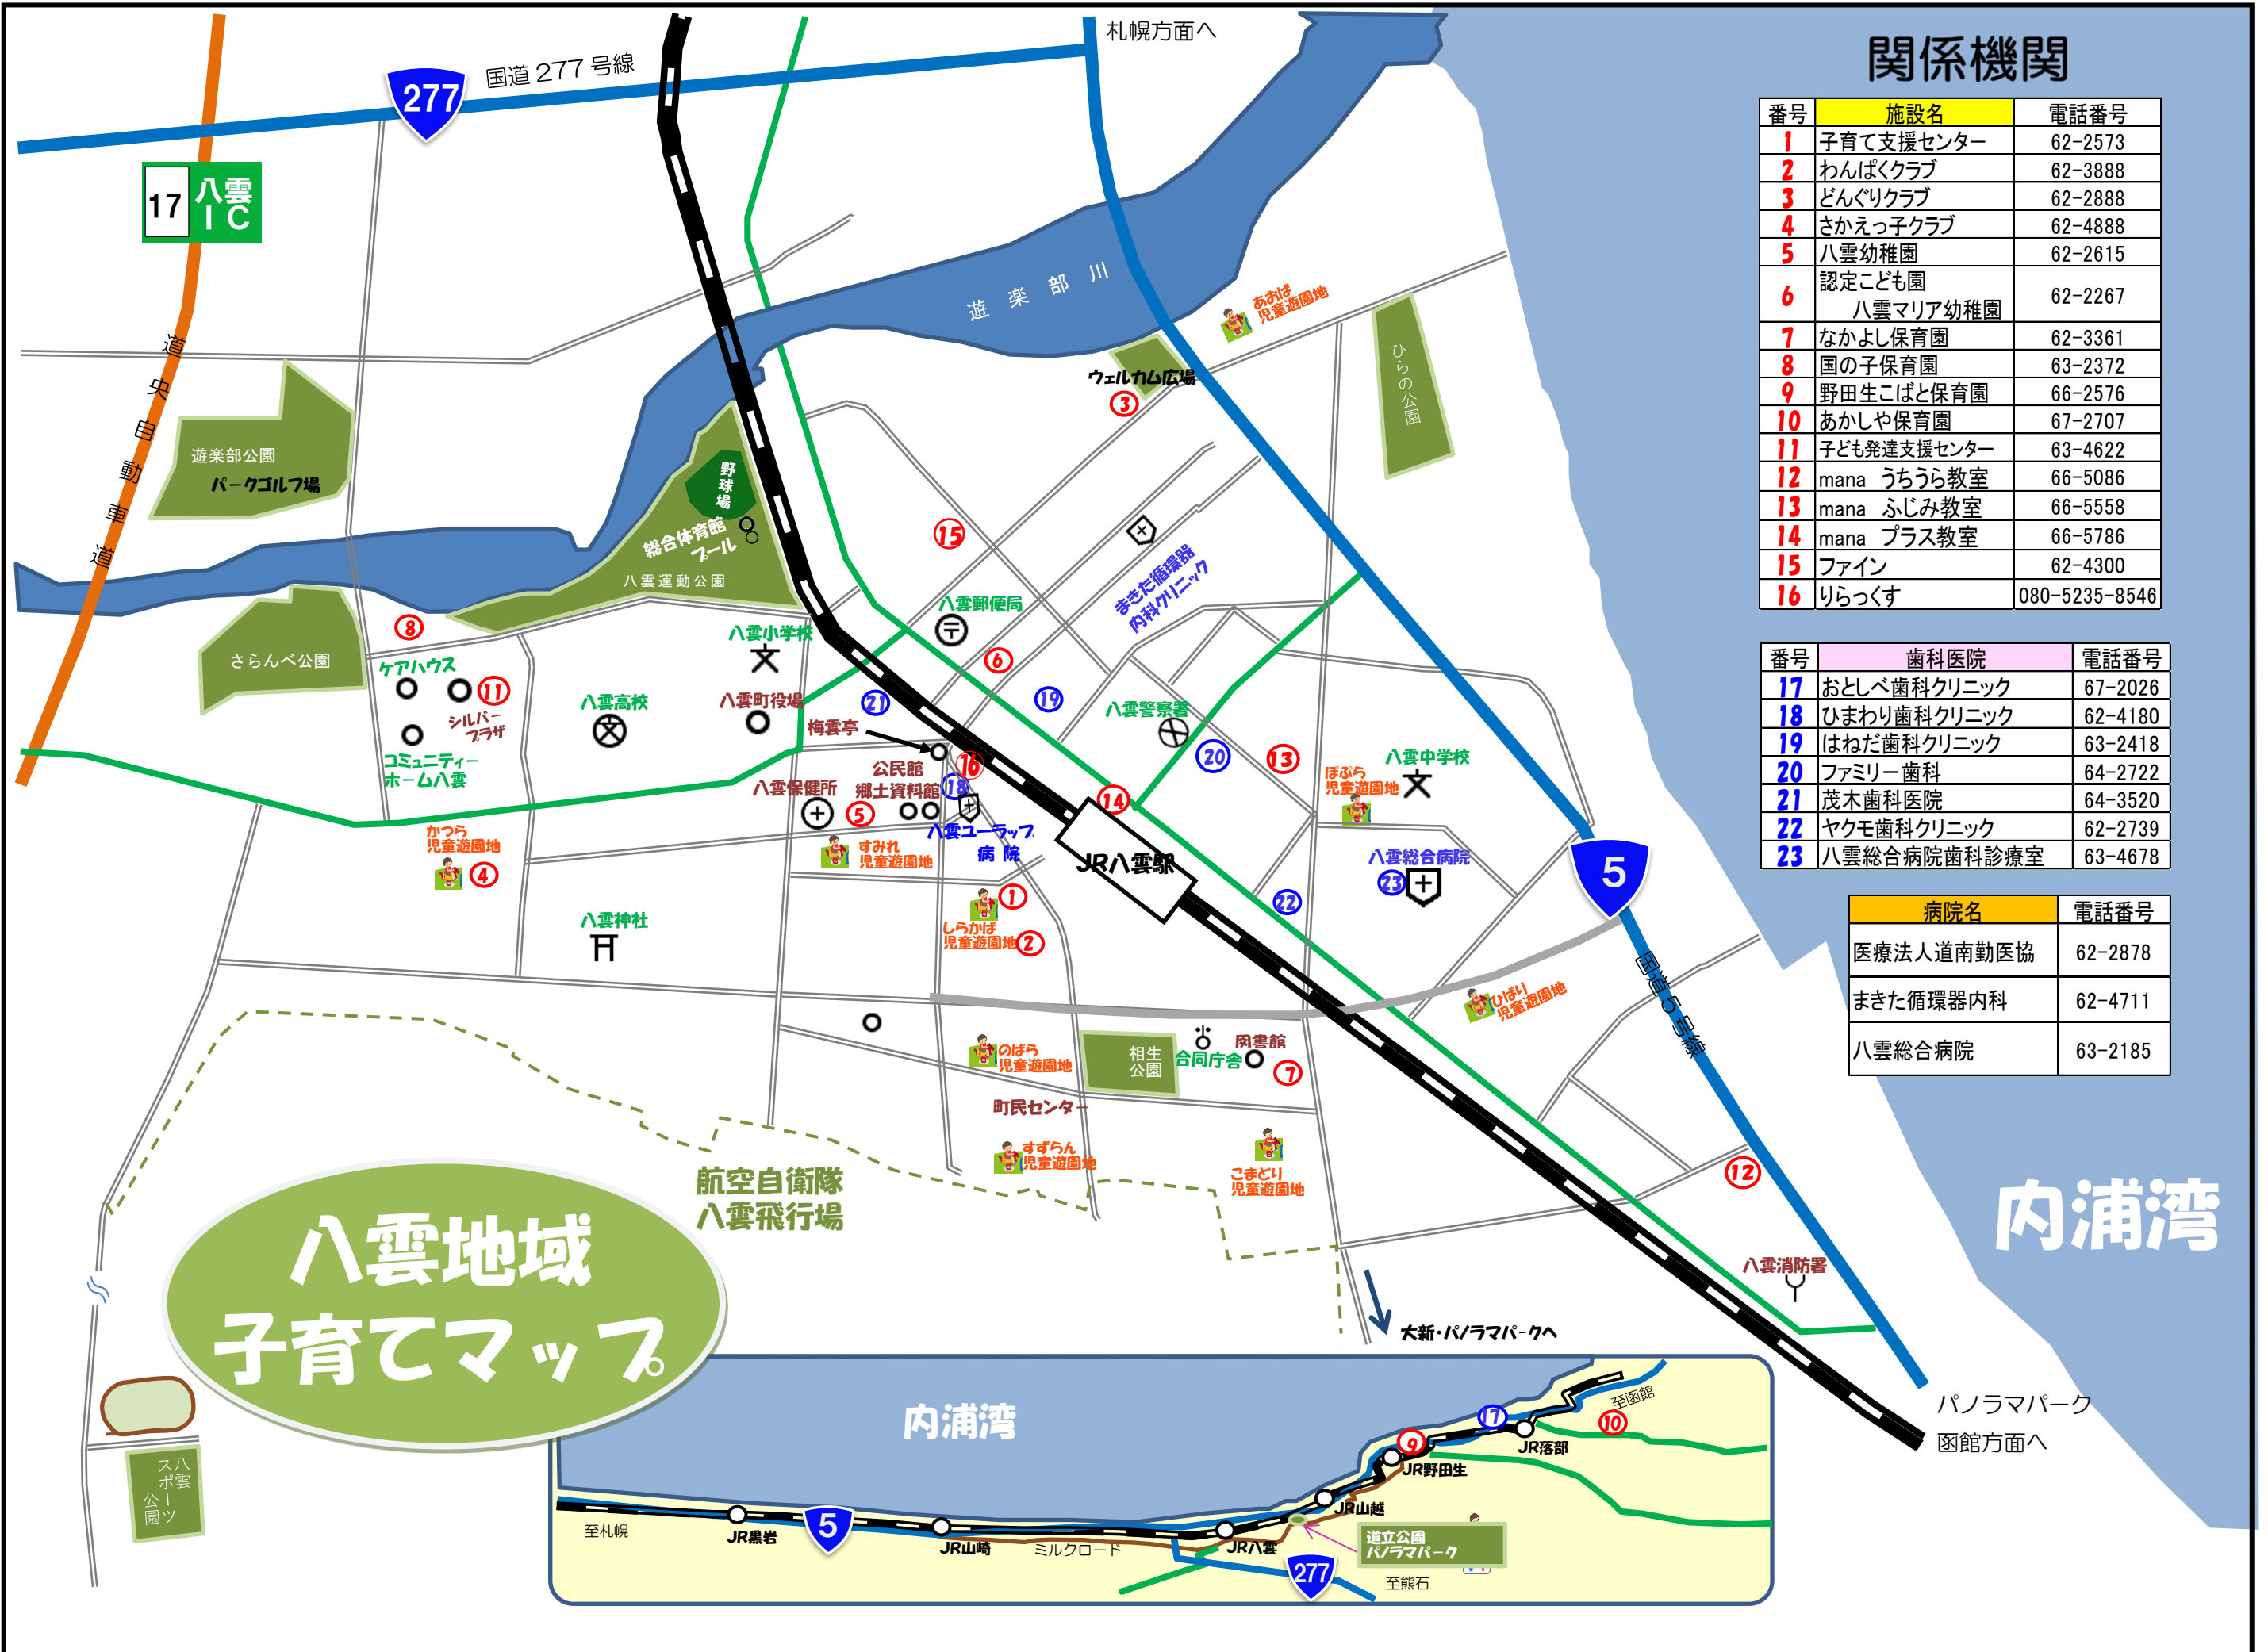 札幌方面へ
国道277号線
277
17
八雲
IC
道央自動車道
遊楽部川
あおば
児童遊園地
ひらの公園
ウェルカム広場
3
遊楽部公園
パークゴルフ場
野球場
総合体育館
プール
八雲運動公園
15
まきた循環器
内科クリニック
八雲郵便局
6
8
さらんべ公園
ケアハウス
11
シルバー
プラザ
コミュニティー
ホーム八雲
八雲小学校
八雲高校
八雲町役場
21
梅雲亭
19
八雲警察署
20
13
八雲中学校
ぽぷら
児童遊園地
公民館
郷土資料館
16
18
八雲保健所
5
八雲ユーラップ
病院
14
JR八雲駅
かつら
児童遊園地
4
すみれ
児童遊園地
八雲総合病院
23
22
5
1
しらかば
児童遊園地
2
八雲神社
国道5号線
ひばり
児童遊園地
のばら
児童遊園地
相生
公園
合同庁舎
図書館
7
町民センター
すずらん
児童遊園地
こまどり
児童遊園地
12
航空自衛隊
八雲飛行場
内浦湾
八雲消防署
大新・パノラマパークへ
パノラマパーク
函館方面へ
八雲地域
子育てマップ
八雲
スポーツ
公園
関係機関
番号 施設名 電話番号
1 子育て支援センター 62-2573
2 わんぱくクラブ 62-3888
3 どんぐりクラブ 62-2888
4 さかえっ子クラブ 62-4888
5 八雲幼稚園 62-2615
6 認定こども園
八雲マリア幼稚園 62-2267
7 なかよし保育園 62-3361
8 国の子保育園 63-2372
9 野田生こばと保育園 66-2576
10 あかしや保育園 67-2707
11 子ども発達支援センター 63-4622
12 mana うちうら教室 66-5086
13 mana ふじみ教室 66-5558
14 mana プラス教室 66-5786
15 ファイン 62-4300
16 りらっくす 080-5235-8546
番号 歯科医院 電話番号
17 おとしべ歯科クリニック 67-2026
18 ひまわり歯科クリニック 62-4180
19 はねだ歯科クリニック 63-2418
20 ファミリー歯科 64-2722
21 茂木歯科医院 64-3520
22 ヤクモ歯科クリニック 62-2739
23 八雲総合病院歯科診療室 63-4678
病院名 電話番号
医療法人道南勤医協 62-2878
まきた循環器内科 62-4711
八雲総合病院 63-2185
内浦湾
至函館
17
10
9
JR落部
JR野田生
JR山越
至札幌
JR黒岩
5
JR山崎
ミルクロード
JR八雲
道立公園
パノラマパーク
277
至熊石